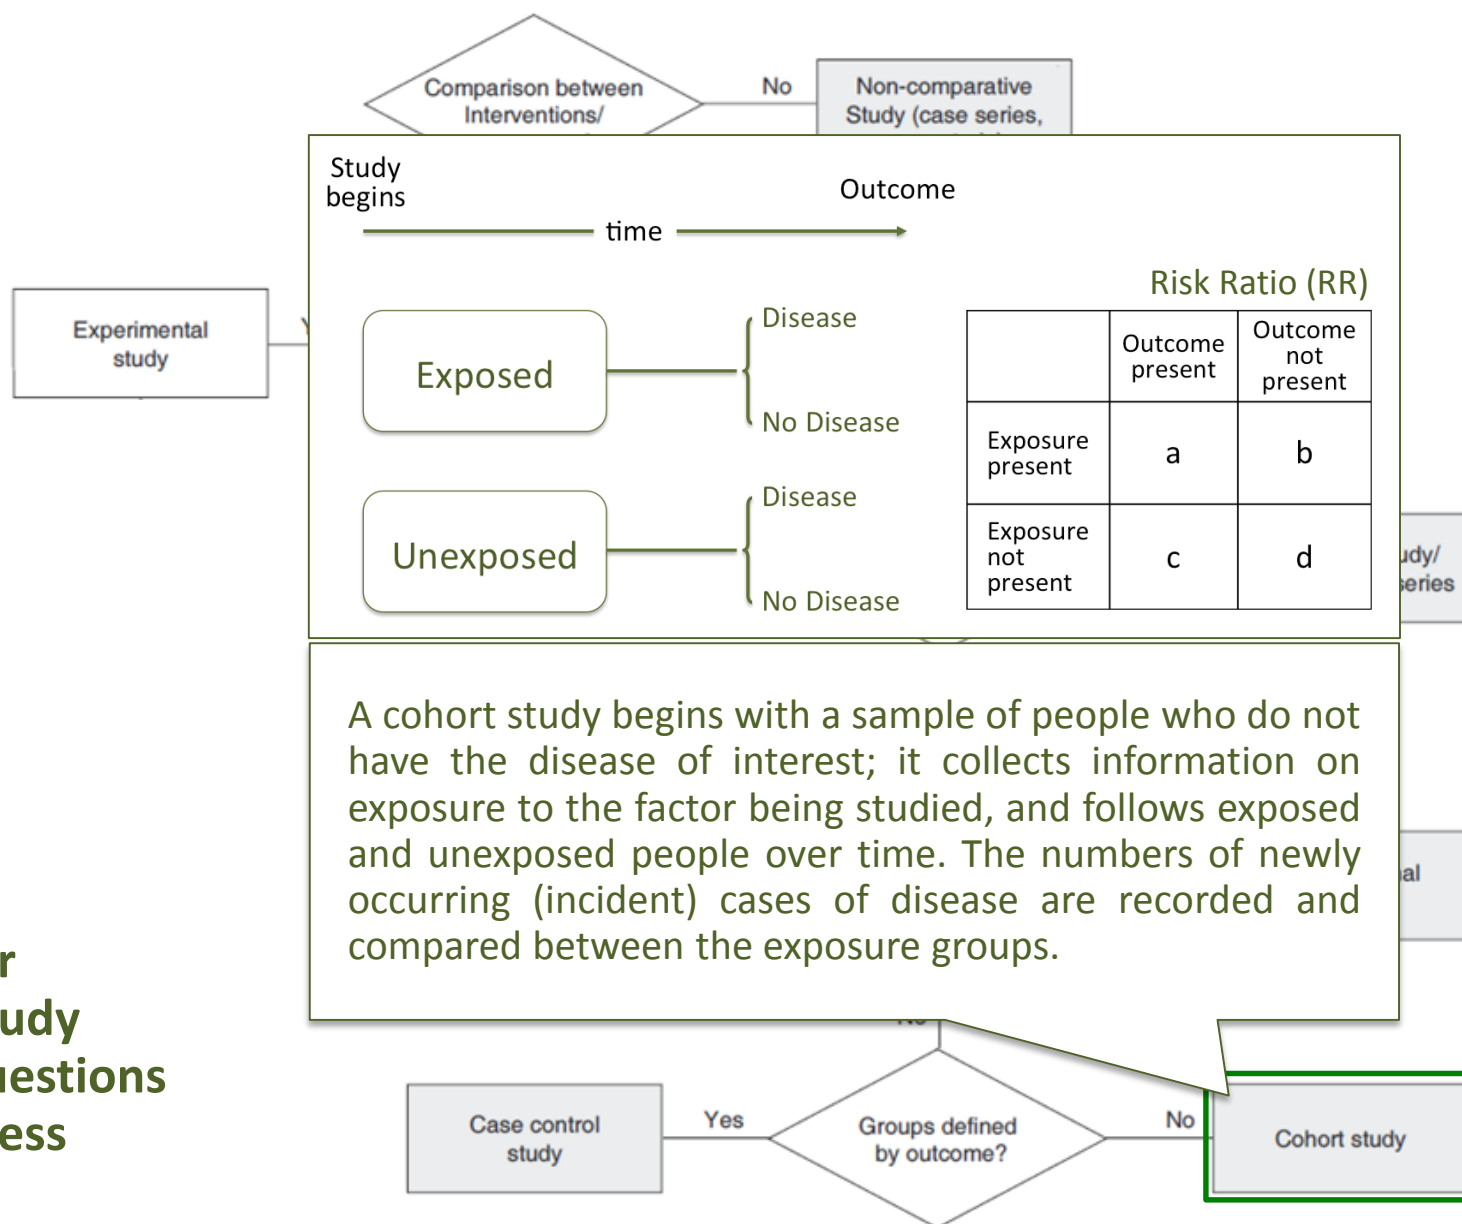 Comparison between
Interventions/
No
Non-comparative
Study (case series,
Study
begins
Outcome
time
Risk Ratio (RR)
Experimental
study
Exposed
Disease
No Disease
Unexposed
Disease
No Disease
Outcome
present
Outcome
not
present
Exposure
present
a
b
Exposure
not
present
c
d
udy/
series
A cohort study begins with a sample of people who do not
have the disease of interest; it collects information on
exposure to the factor being studied, and follows exposed
and unexposed people over time. The numbers of newly
occurring (incident) cases of disease are recorded and
compared between the exposure groups.
al
r
udy
uestions
ess
Case control
study
Yes
Groups defined
by outcome?
No
Cohort study